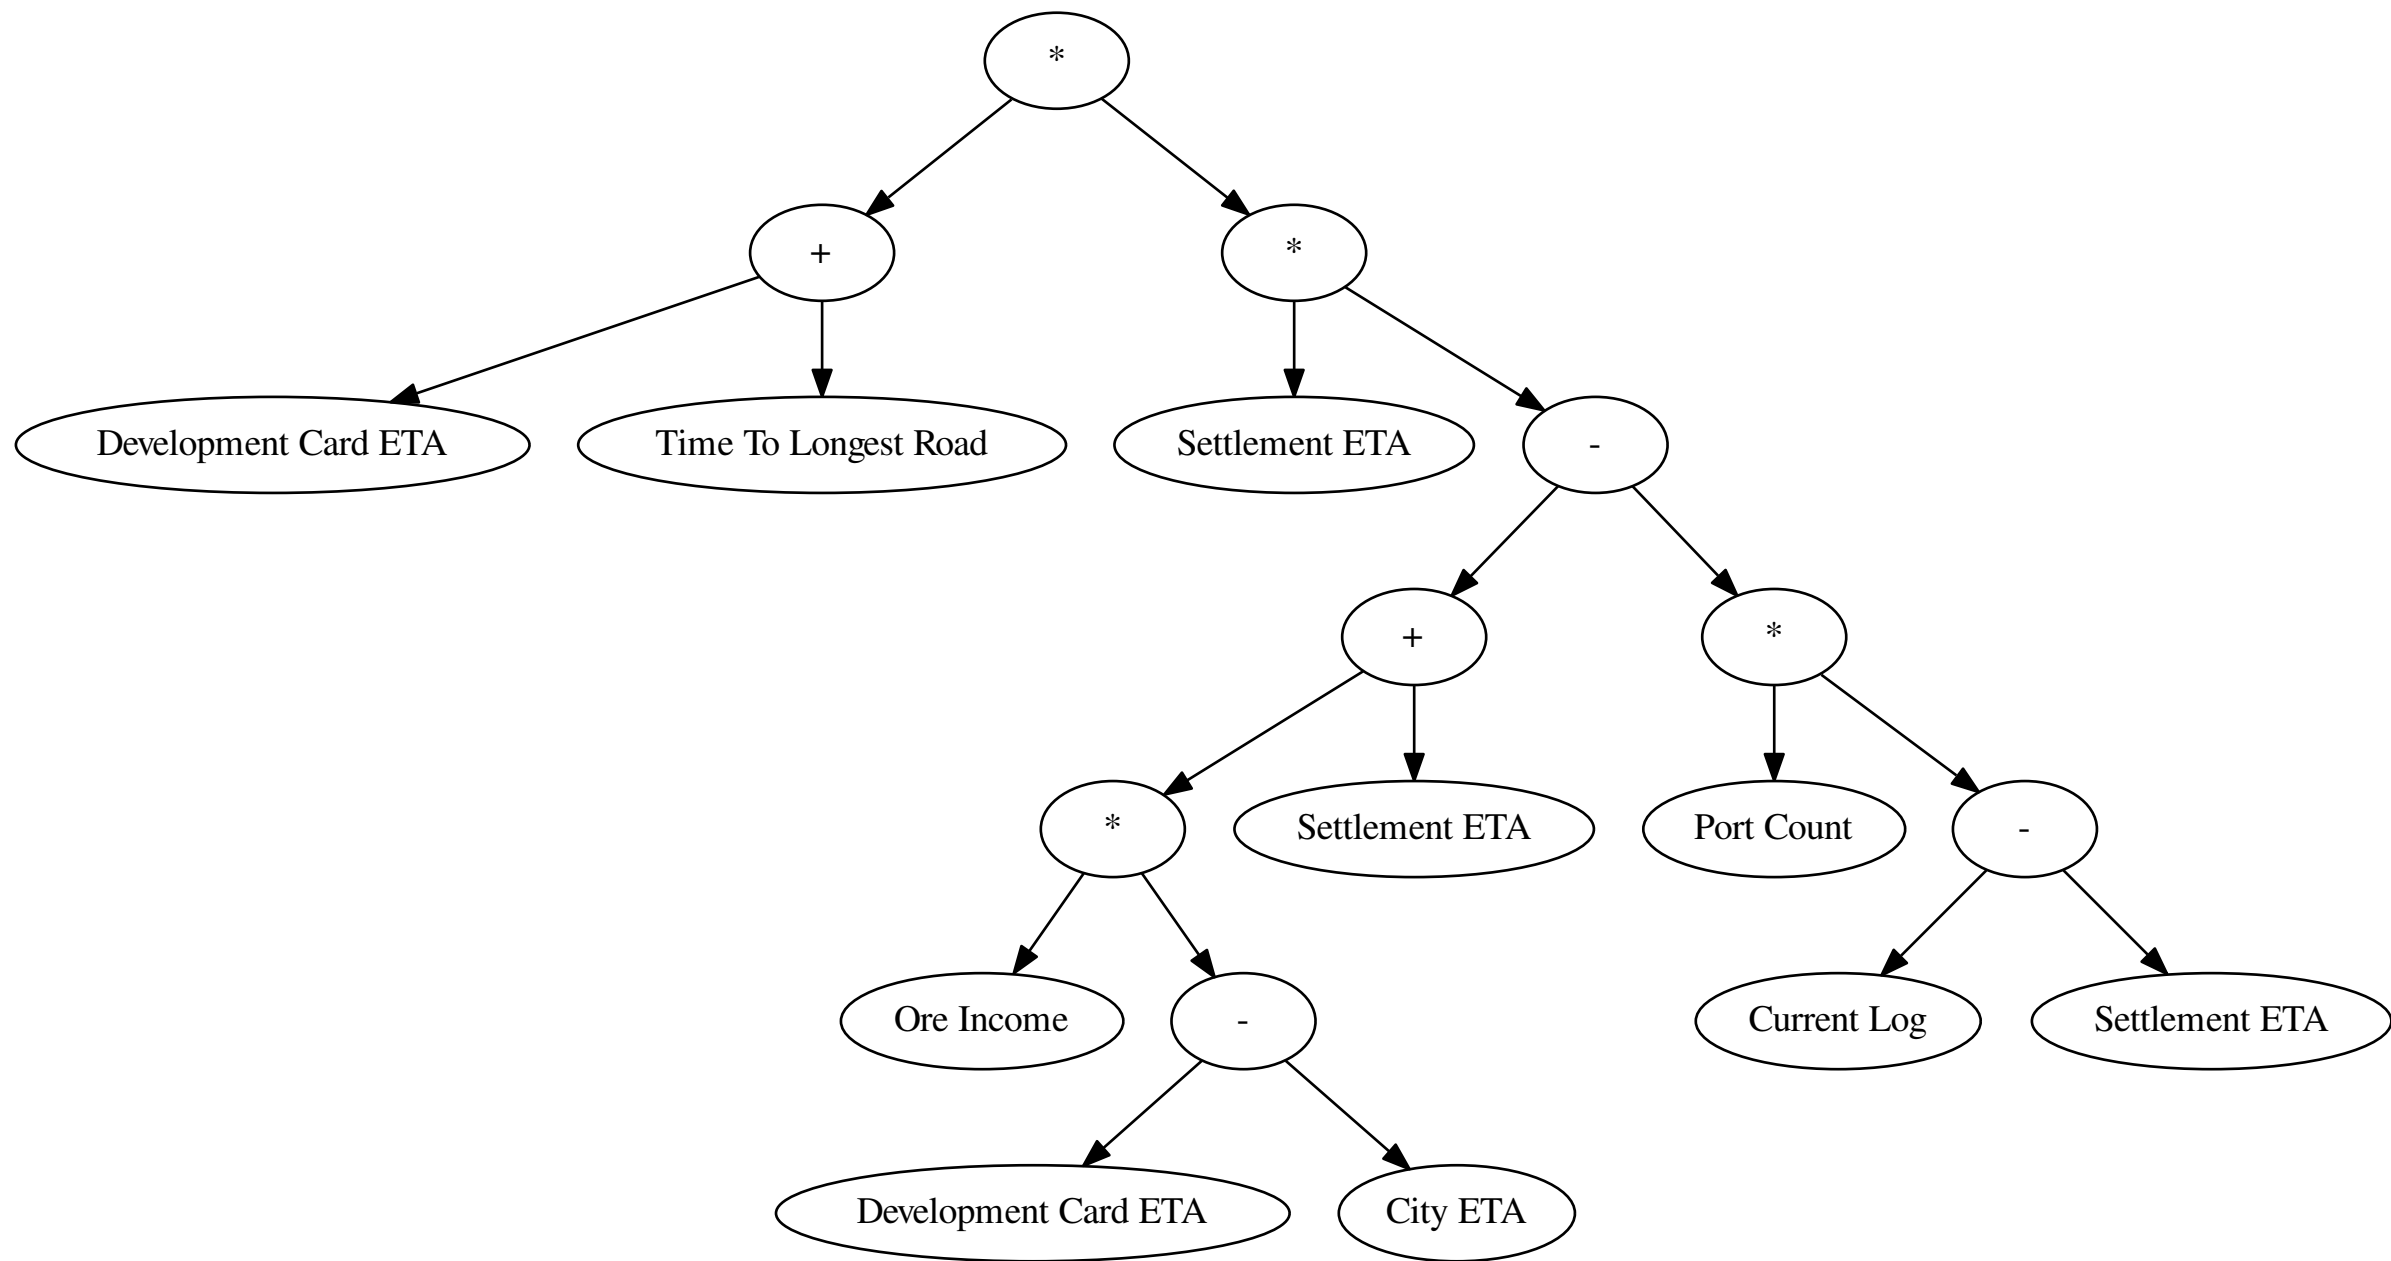 *
+
*
Development Card ETA
Time To Longest Road
Settlement ETA
-
+
*
*
Settlement ETA
Port Count
-
Ore Income
-
Current Log
Settlement ETA
Development Card ETA
City ETA